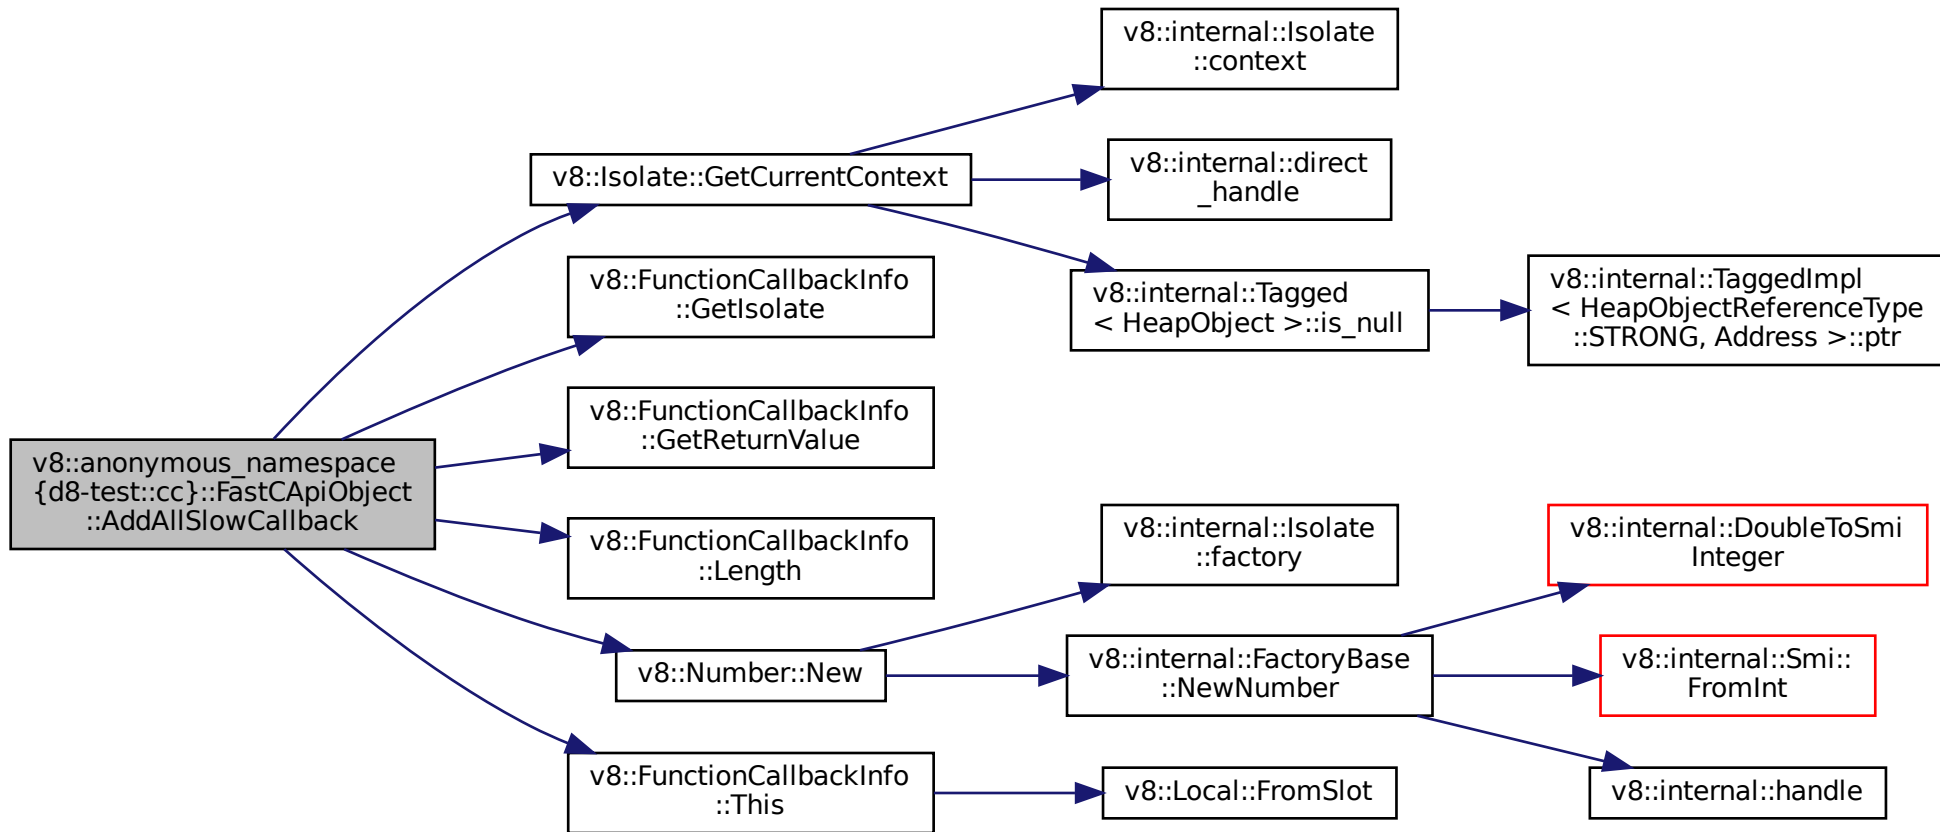 v8::anonymous_namespace
{d8-test::cc}::FastCApiObject
::AddAllSlowCallback
v8::Isolate::GetCurrentContext
v8::internal::Isolate
::context
v8::internal::direct
_handle
v8::internal::Tagged
< HeapObject >::is_null
v8::internal::TaggedImpl
< HeapObjectReferenceType
::STRONG, Address >::ptr
v8::FunctionCallbackInfo
::GetIsolate
v8::FunctionCallbackInfo
::GetReturnValue
v8::FunctionCallbackInfo
::Length
v8::Number::New
v8::internal::Isolate
::factory
v8::internal::FactoryBase
::NewNumber
v8::internal::DoubleToSmi
Integer
v8::internal::Smi::
FromInt
v8::internal::handle
v8::FunctionCallbackInfo
::This
v8::Local::FromSlot